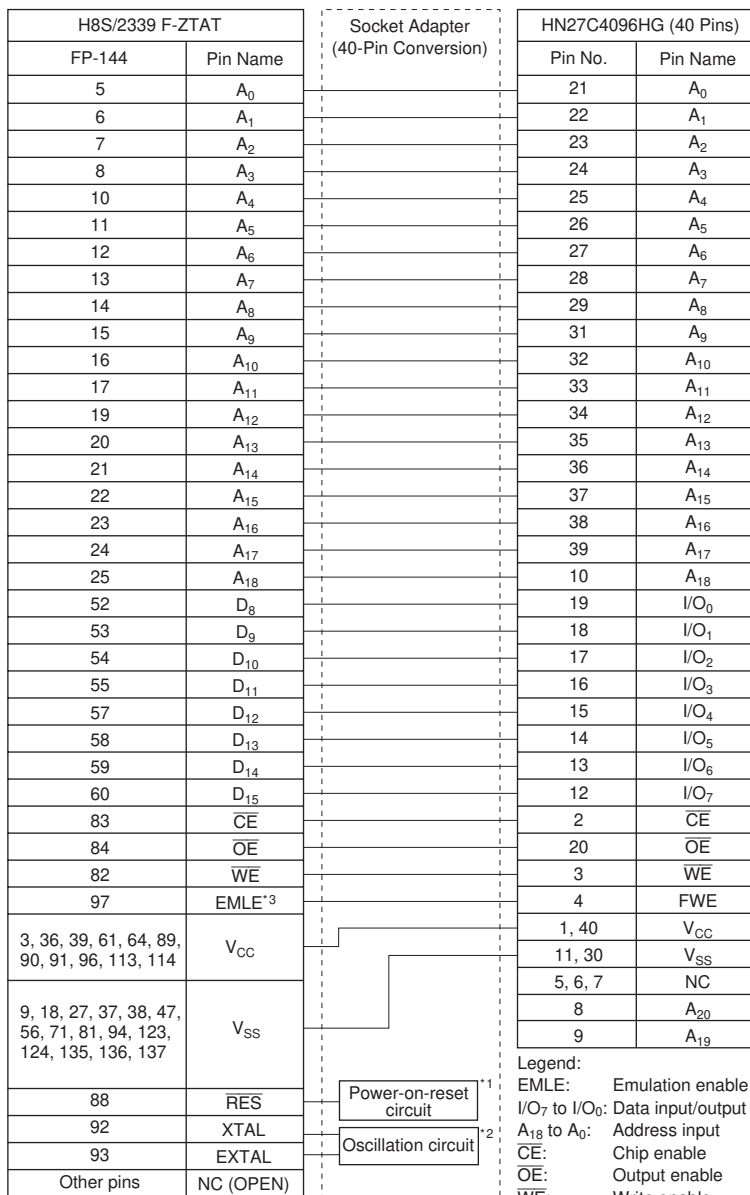 H8S/2339 F-ZTAT
FP-144 Pin Name
5 A0
6 A1
7 A2
8 A3
10 A4
11 A5
12 A6
13 A7
14 A8
15 A9
16 A10
17 A11
19 A12
20 A13
21 A14
22 A15
23 A16
24 A17
25 A18
52 D8
53 D9
54 D10
55 D11
57 D12
58 D13
59 D14
60 D15
83 C̅E̅
84 O̅E̅
82 W̅E̅
97 EMLE*3
3, 36, 39, 61, 64, 89,
90, 91, 96, 113, 114
VCC
9, 18, 27, 37, 38, 47,
56, 71, 81, 94, 123,
124, 135, 136, 137
VSS
88 R̅E̅S̅
92 XTAL
93 EXTAL
Other pins NC (OPEN)
Socket Adapter
(40-Pin Conversion)
Power-on-reset
circuit
*1
Oscillation circuit
*2
HN27C4096HG (40 Pins)
Pin No. Pin Name
21 A0
22 A1
23 A2
24 A3
25 A4
26 A5
27 A6
28 A7
29 A8
31 A9
32 A10
33 A11
34 A12
35 A13
36 A14
37 A15
38 A16
39 A17
10 A18
19 I/O0
18 I/O1
17 I/O2
16 I/O3
15 I/O4
14 I/O5
13 I/O6
12 I/O7
2 C̅E̅
20 O̅E̅
3 W̅E̅
4 FWE
1, 40 VCC
11, 30 VSS
5, 6, 7 NC
8 A20
9 A19
Legend:
EMLE: Emulation enable
I/O7 to I/O0: Data input/output
A18 to A0: Address input
C̅E̅: Chip enable
O̅E̅: Output enable
W̅E̅: Write enable